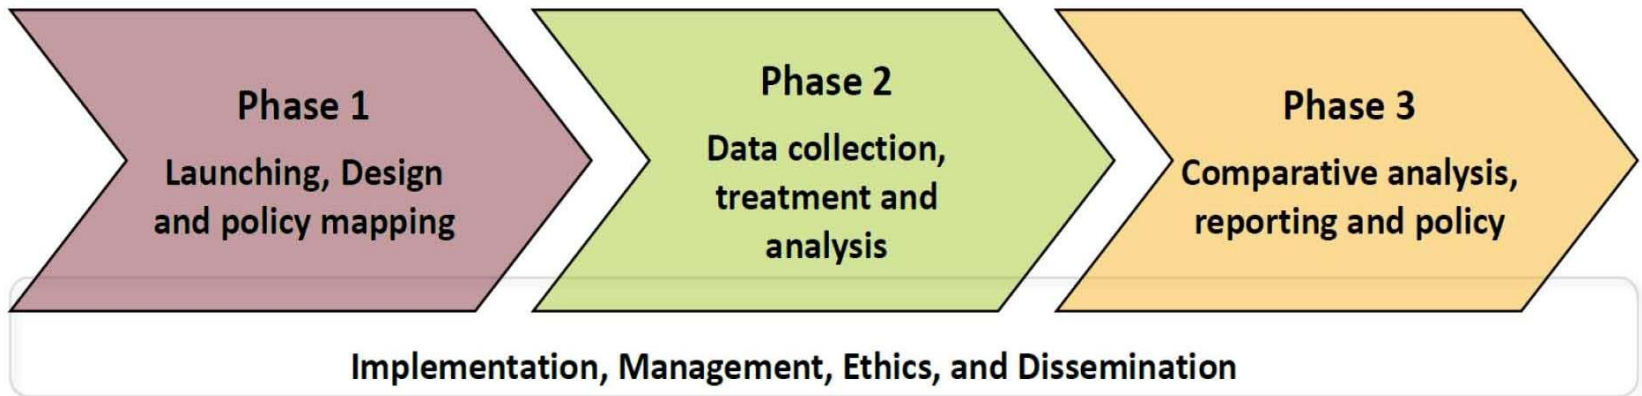 Phase 1
Launching, Design
and policy mapping
Phase 2
Data collection,
treatment and
analysis
Phase 3
Comparative analysis,
reporting and policy
Implementation, Management, Ethics, and Dissemination